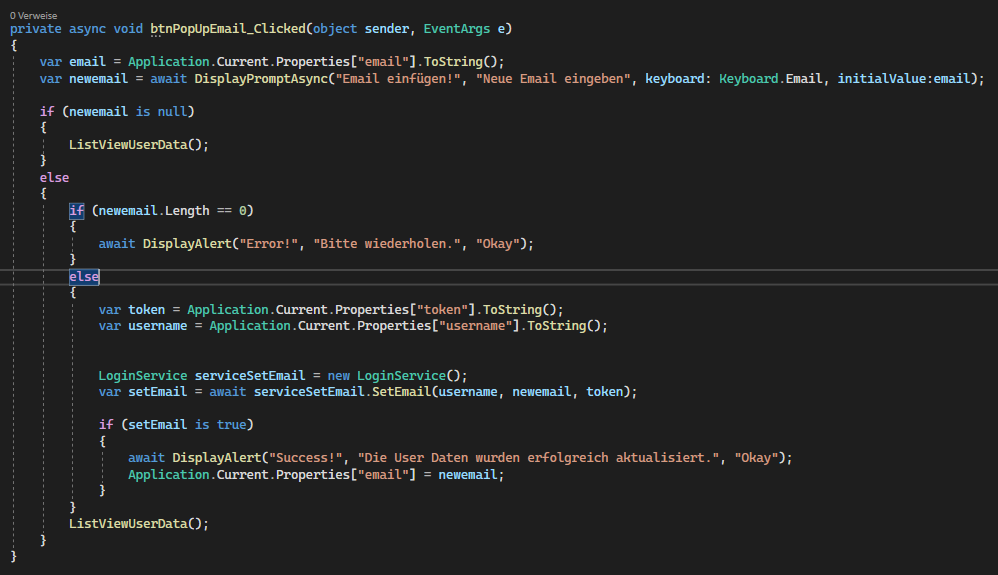 0 Verweise
private async void btnPopUpEmail_Clicked(object sender, EventArgs e)
{
    var email = Application.Current.Properties["email"].ToString();
    var newemail = await DisplayPromptAsync("Email einfügen!", "Neue Email eingeben", keyboard: Keyboard.Email, initialValue:email);

    if (newemail is null)
    {
        ListViewUserData();
    }
    else
    {
        if (newemail.Length == 0)
        {
            await DisplayAlert("Error!", "Bitte wiederholen.", "Okay");
        }
        else
        {
            var token = Application.Current.Properties["token"].ToString();
            var username = Application.Current.Properties["username"].ToString();


            LoginService serviceSetEmail = new LoginService();
            var setEmail = await serviceSetEmail.SetEmail(username, newemail, token);

            if (setEmail is true)
            {
                await DisplayAlert("Success!", "Die User Daten wurden erfolgreich aktualisiert.", "Okay");
                Application.Current.Properties["email"] = newemail;
            }
        }
        ListViewUserData();
    }
}